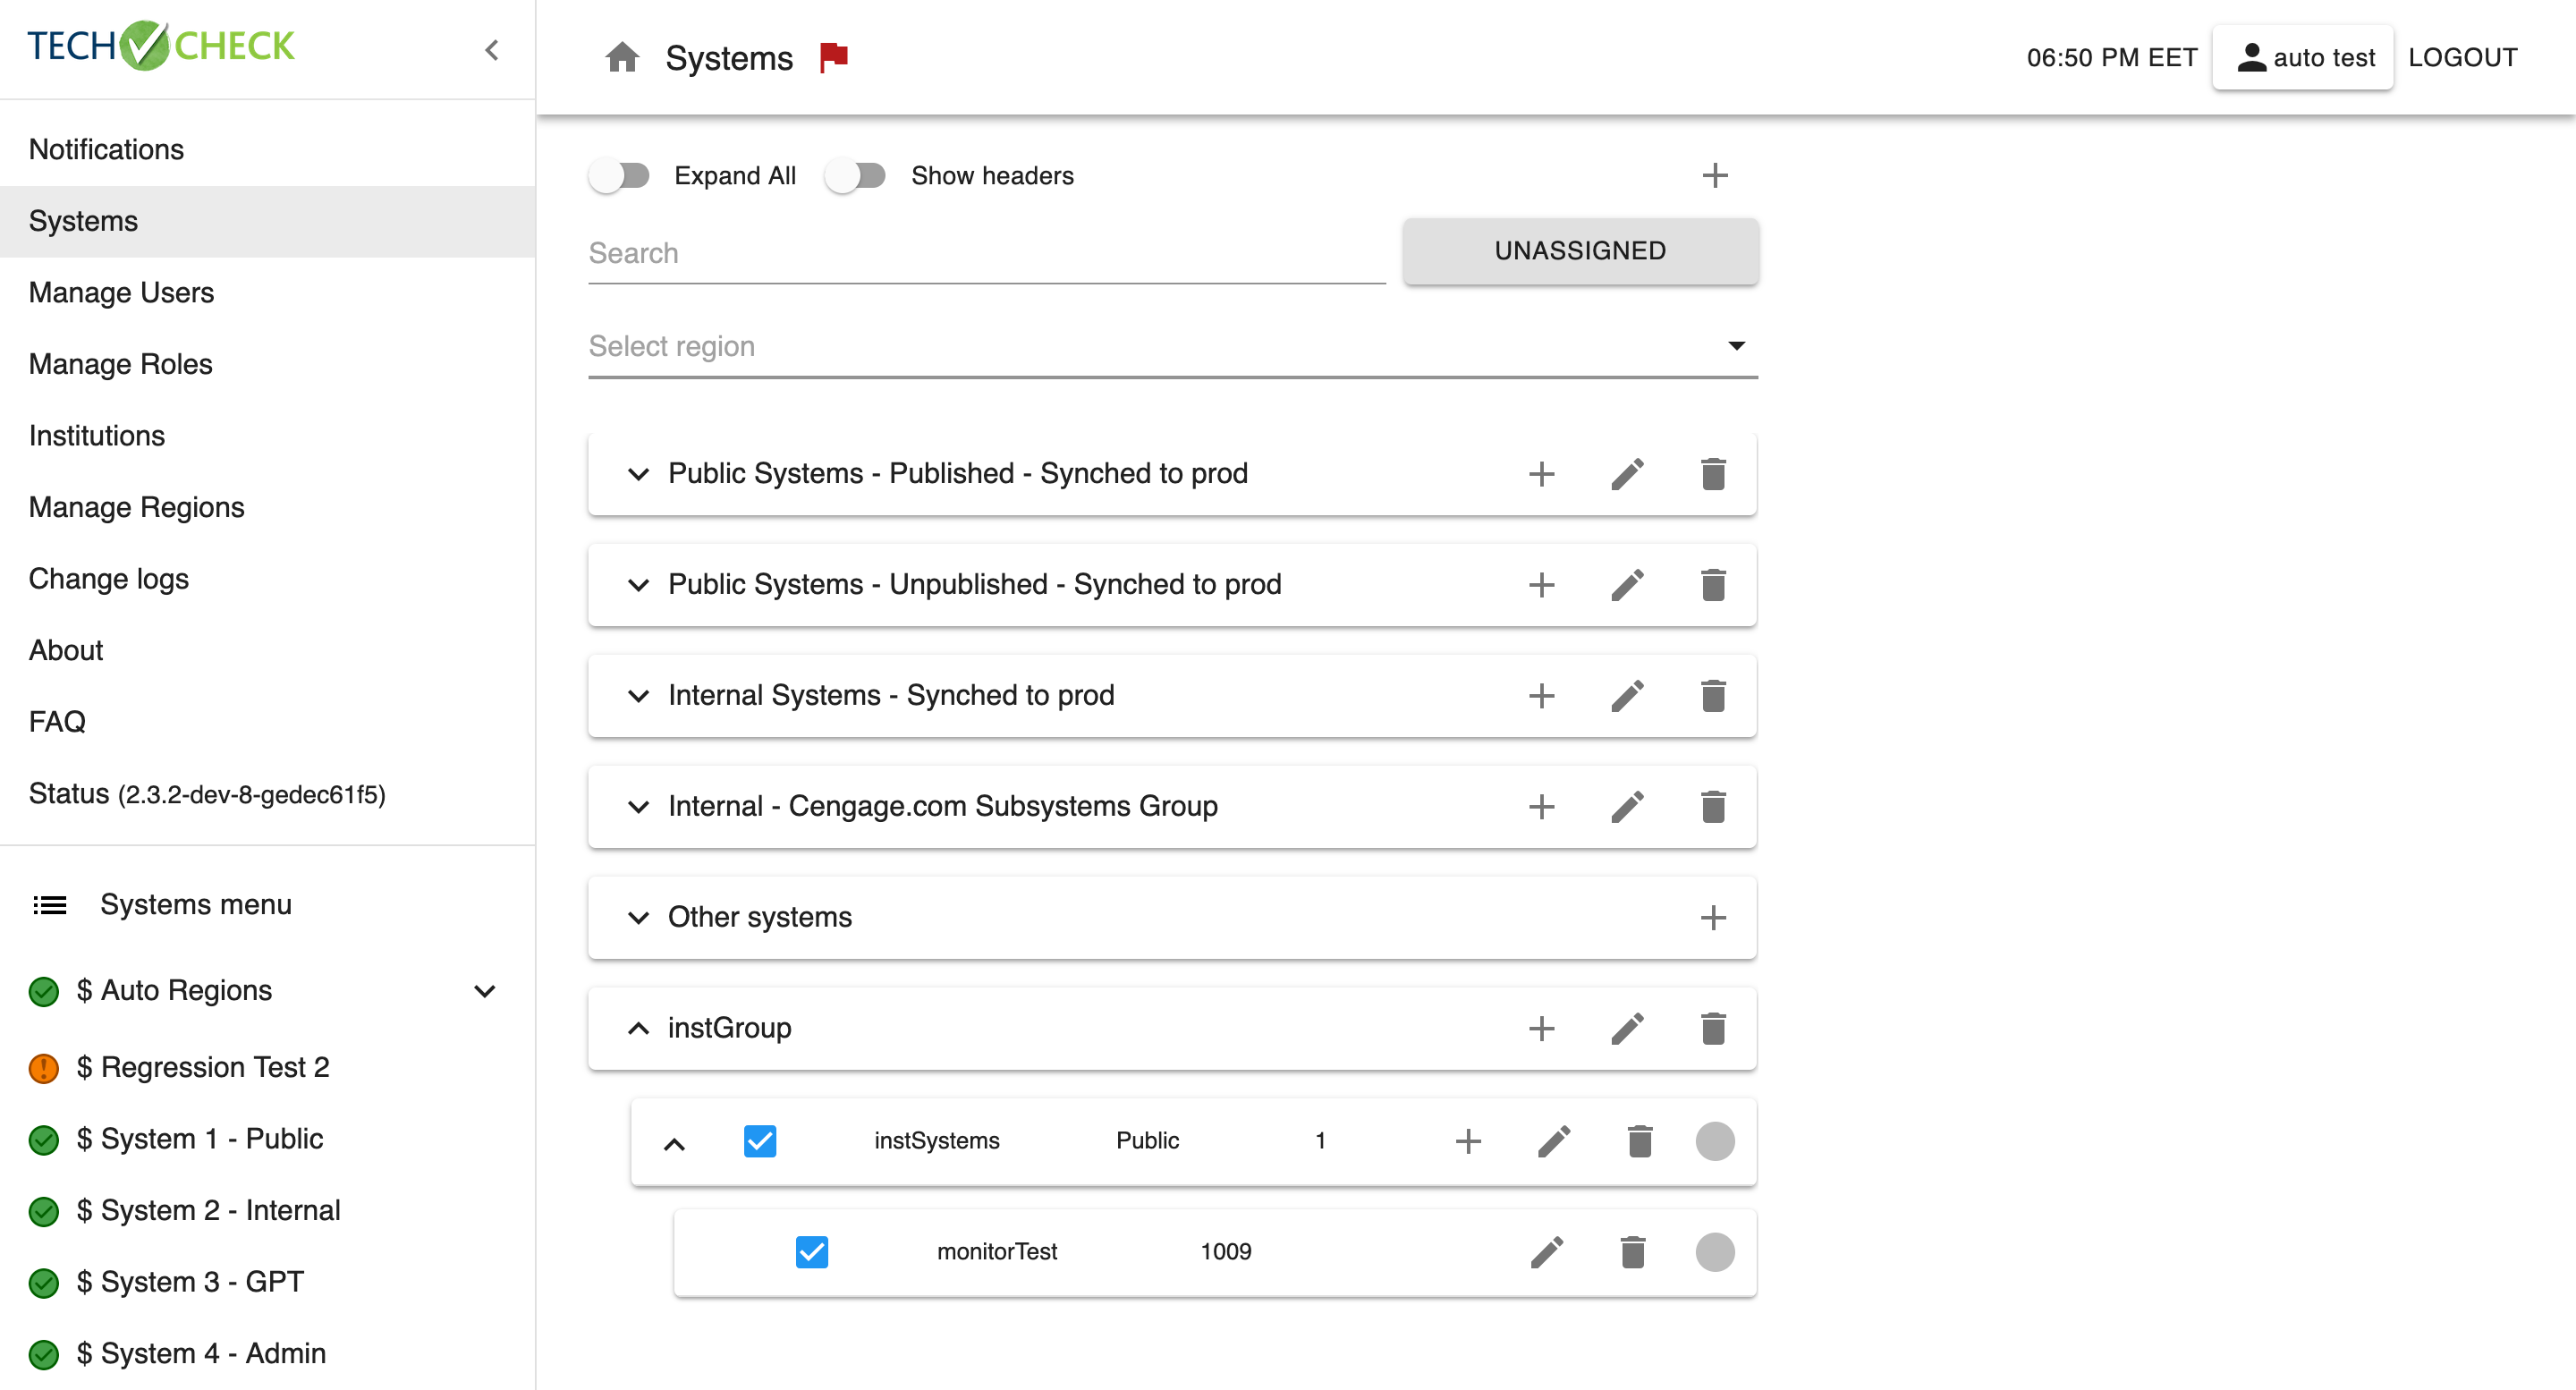 TECH CHECK
Notifications
Systems
Manage Users
Manage Roles
Institutions
Manage Regions
Change logs
About
FAQ
Status (2.3.2-dev-8-gedec61f5)
Systems menu
$ Auto Regions
$ Regression Test 2
$ System 1 - Public
$ System 2 - Internal
$ System 3 - GPT
$ System 4 - Admin
Systems
06:50 PM EET
auto test
LOGOUT
Expand All
Show headers
Search
UNASSIGNED
Select region
Public Systems - Published - Synched to prod
Public Systems - Unpublished - Synched to prod
Internal Systems - Synched to prod
Internal - Cengage.com Subsystems Group
Other systems
instGroup
instSystems Public 1
monitorTest 1009